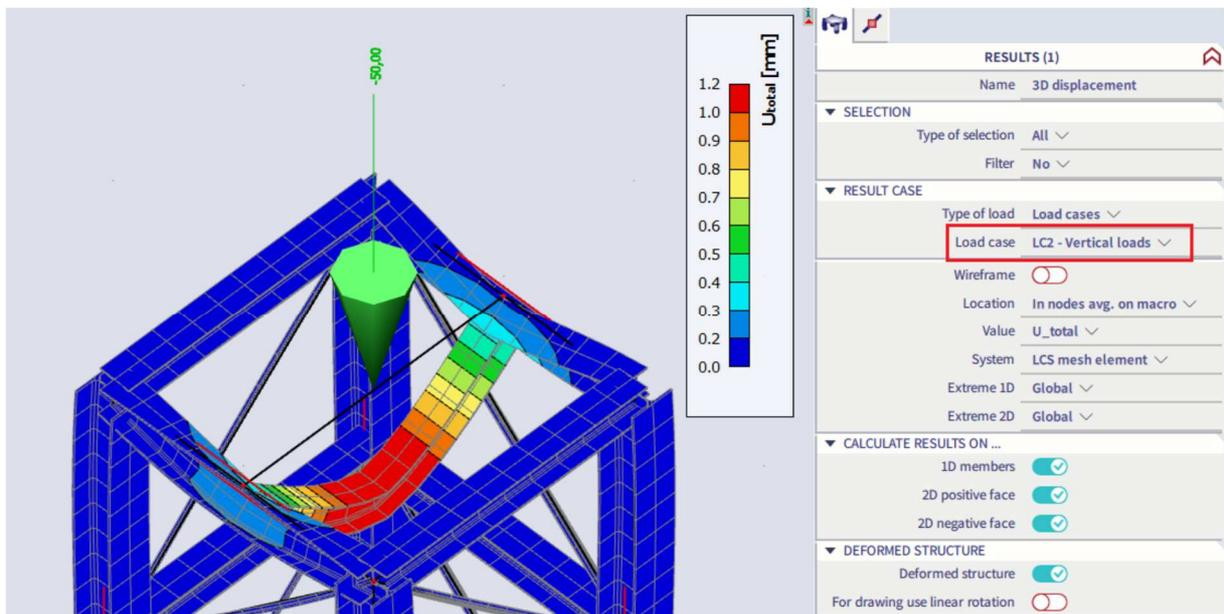 -50,00
1.2
1.0
0.9
0.8
0.7
0.6
0.5
0.4
0.3
0.2
0.0
Utotal [mm]
RESULTS (1)
Name 3D displacement
SELECTION
Type of selection All
Filter No
RESULT CASE
Type of load Load cases
Load case LC2 - Vertical loads
Wireframe
Location In nodes avg. on macro
Value U_total
System LCS mesh element
Extreme 1D Global
Extreme 2D Global
CALCULATE RESULTS ON ...
1D members
2D positive face
2D negative face
DEFORMED STRUCTURE
Deformed structure
For drawing use linear rotation